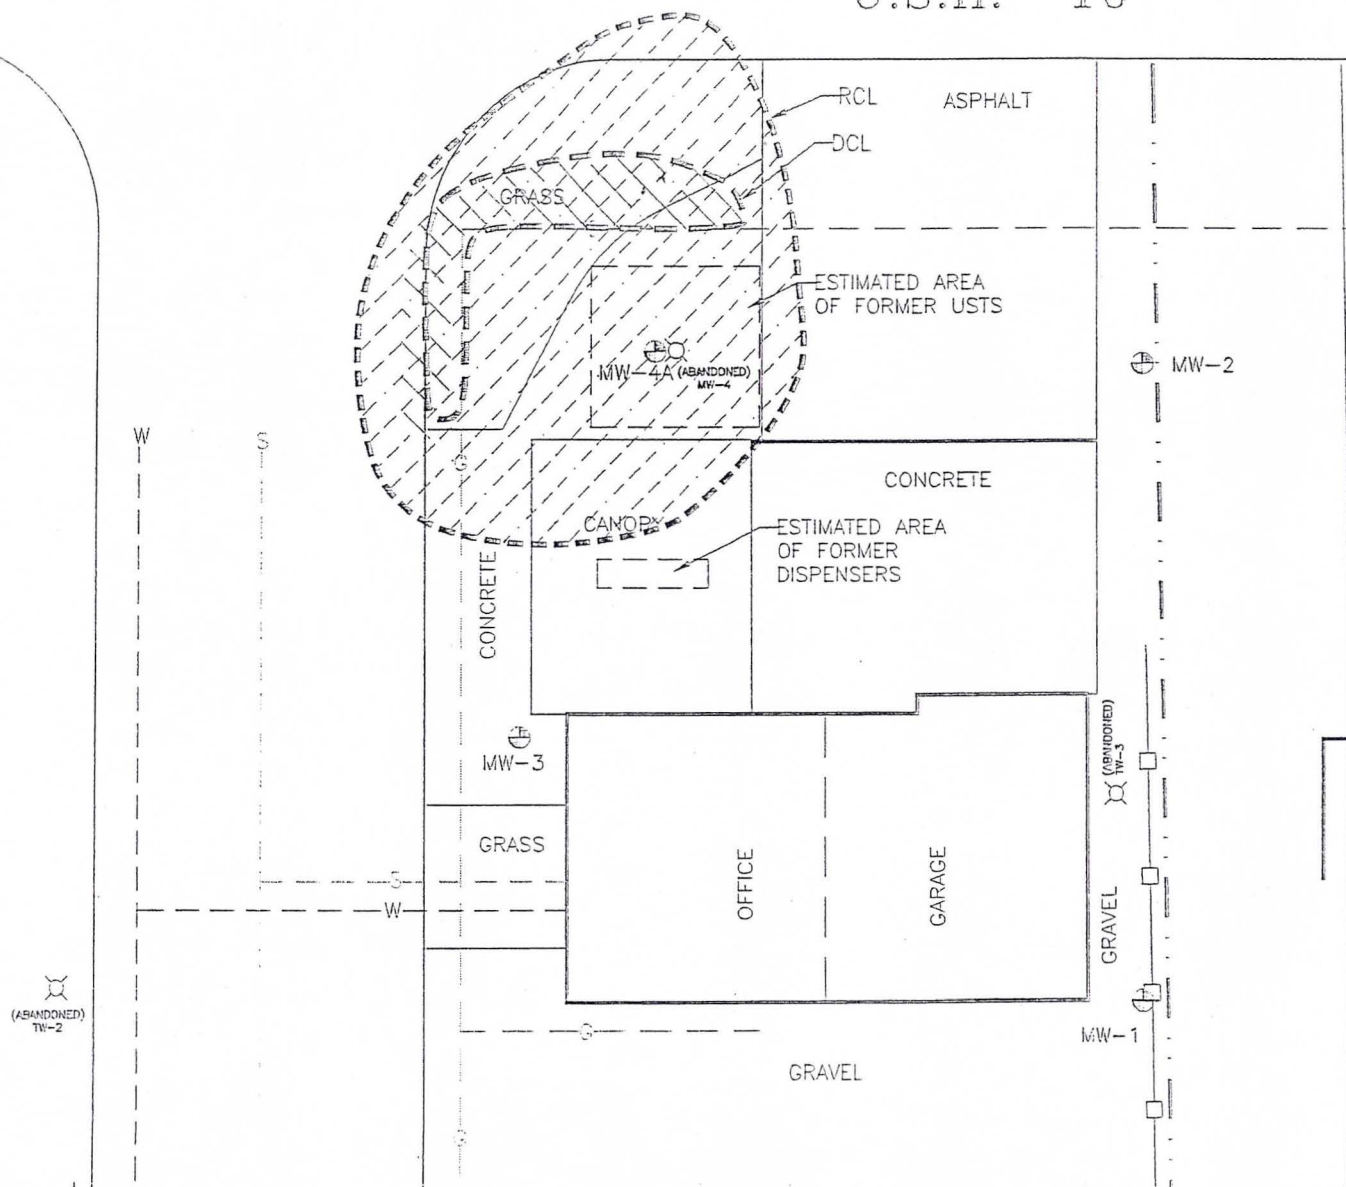 RCL
ASPHALT
DCL
GRASS
ESTIMATED AREA
OF FORMER USTS
MW-4A (ABANDONED)
MW-4
MW-2
W
S
G
CONCRETE
CANOPY
ESTIMATED AREA
OF FORMER
DISPENSERS
CONCRETE
(ABANDONED)
TW-3
MW-3
GRASS
S
W
OFFICE
GARAGE
GRAVEL
(ABANDONED)
TW-2
G
MW-1
GRAVEL
G